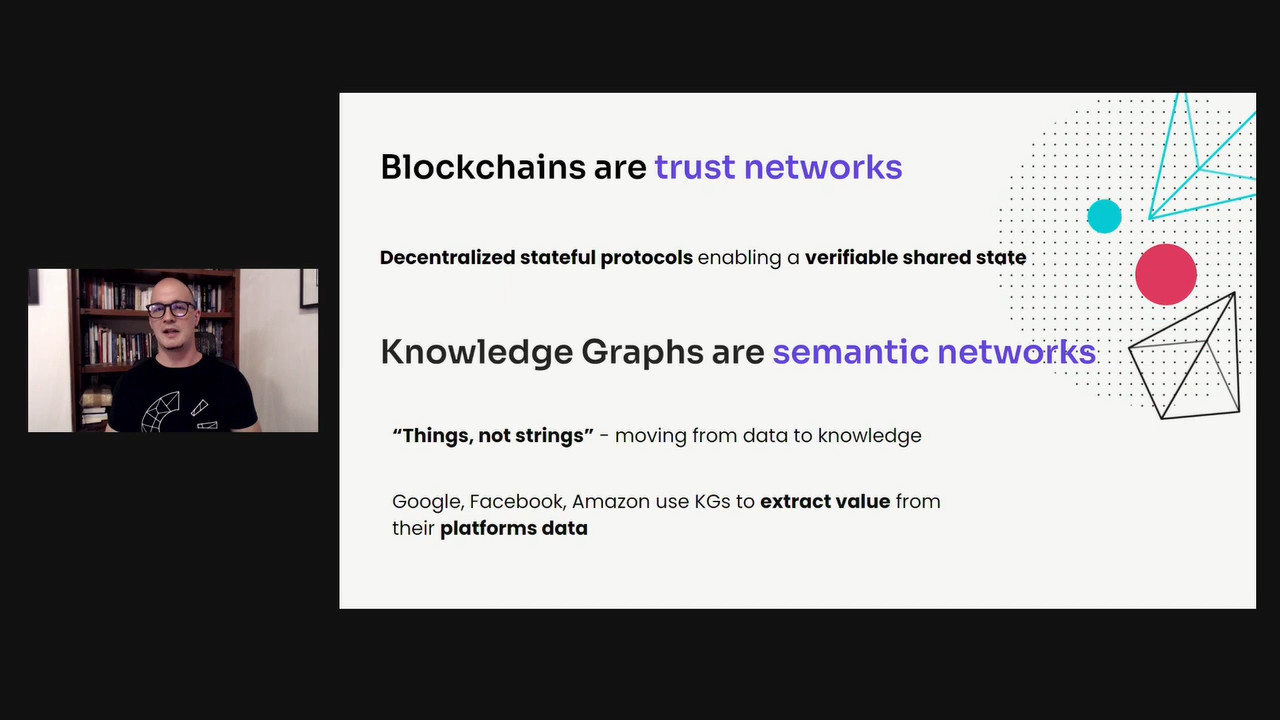 Blockchains are trust networks
Decentralized stateful protocols enabling a verifiable shared state
Knowledge Graphs are semantic networks
“Things, not strings” - moving from data to knowledge
Google, Facebook, Amazon use KGs to extract value from
their platforms data